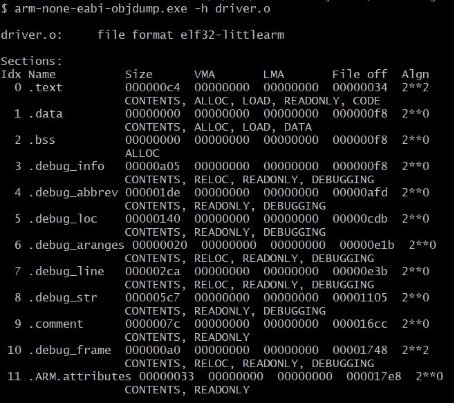 $ arm-none-eabi-objdump.exe -h driver.o
driver.o:     file format elf32-littlearm
Sections:
Idx Name          Size      VMA       LMA       File off  Algn
  0 .text         000000c4  00000000  00000000  00000034  2**2
                  CONTENTS, ALLOC, LOAD, READONLY, CODE
  1 .data         00000000  00000000  00000000  000000f8  2**0
                  CONTENTS, ALLOC, LOAD, DATA
  2 .bss          00000000  00000000  00000000  000000f8  2**0
                  ALLOC
  3 .debug_info   00000a05  00000000  00000000  000000f8  2**0
                  CONTENTS, RELOC, READONLY, DEBUGGING
  4 .debug_abbrev 000001de  00000000  00000000  00000afd  2**0
                  CONTENTS, READONLY, DEBUGGING
  5 .debug_loc    00000140  00000000  00000000  00000cdb  2**0
                  CONTENTS, READONLY, DEBUGGING
  6 .debug_aranges 00000020  00000000  00000000  00000e1b  2**0
                  CONTENTS, RELOC, READONLY, DEBUGGING
  7 .debug_line   000002ca  00000000  00000000  00000e3b  2**0
                  CONTENTS, RELOC, READONLY, DEBUGGING
  8 .debug_str    000005c7  00000000  00000000  00001105  2**0
                  CONTENTS, READONLY, DEBUGGING
  9 .comment      0000007c  00000000  00000000  000016cc  2**0
                  CONTENTS, READONLY
 10 .debug_frame  000000a0  00000000  00000000  00001748  2**2
                  CONTENTS, RELOC, READONLY, DEBUGGING
 11 .ARM.attributes 00000033  00000000  00000000  000017e8  2**0
                  CONTENTS, READONLY